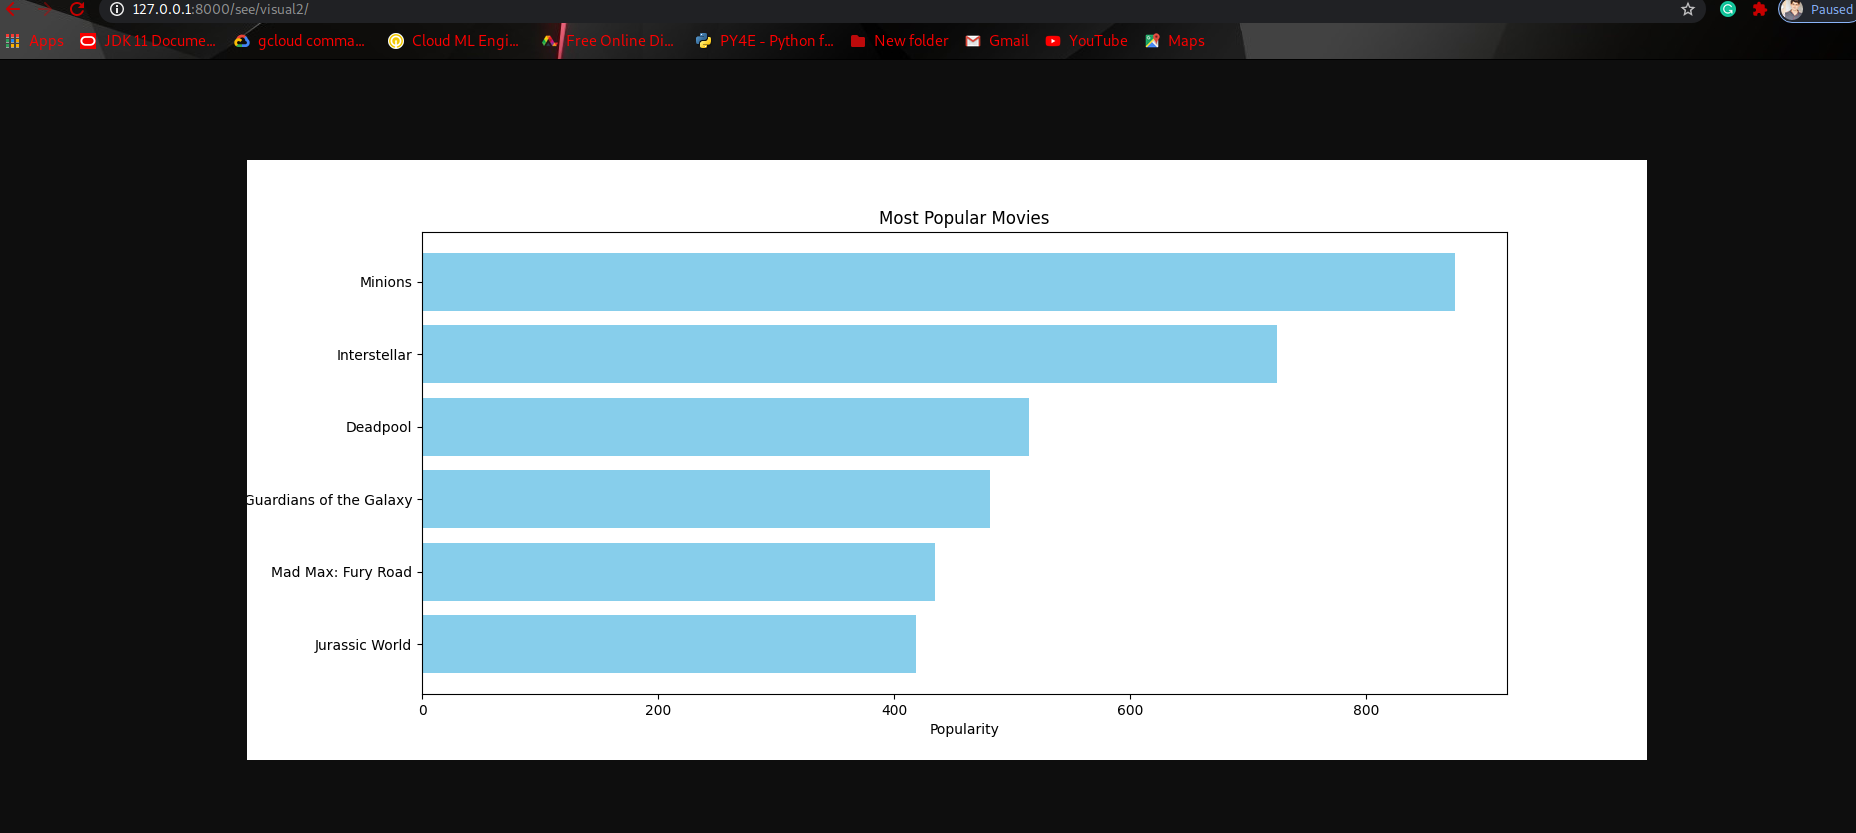 127.0.0.1:8000/see/visual2/
Paused
Apps JDK 11 Docume... gcloud comma... Cloud ML Engi... Free Online Di... PY4E - Python f... New folder Gmail YouTube Maps
Most Popular Movies
Minions
Interstellar
Deadpool
Guardians of the Galaxy
Mad Max: Fury Road
Jurassic World
0 200 400 600 800
Popularity